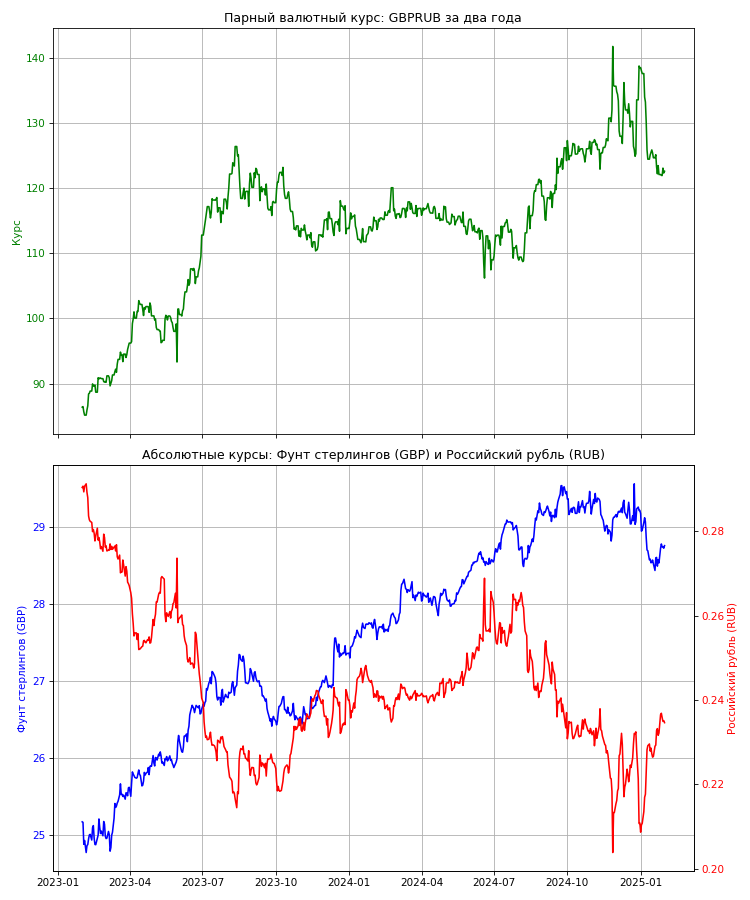 Парный валютный курс: GBPRUB за два года
140
130
120
110
100
90
Курс
Абсолютные курсы: Фунт стерлингов (GBP) и Российский рубль (RUB)
29
28
27
26
25
Фунт стерлингов (GBP)
0.28
0.26
0.24
0.22
0.20
Российский рубль (RUB)
2023-01 2023-04 2023-07 2023-10 2024-01 2024-04 2024-07 2024-10 2025-01